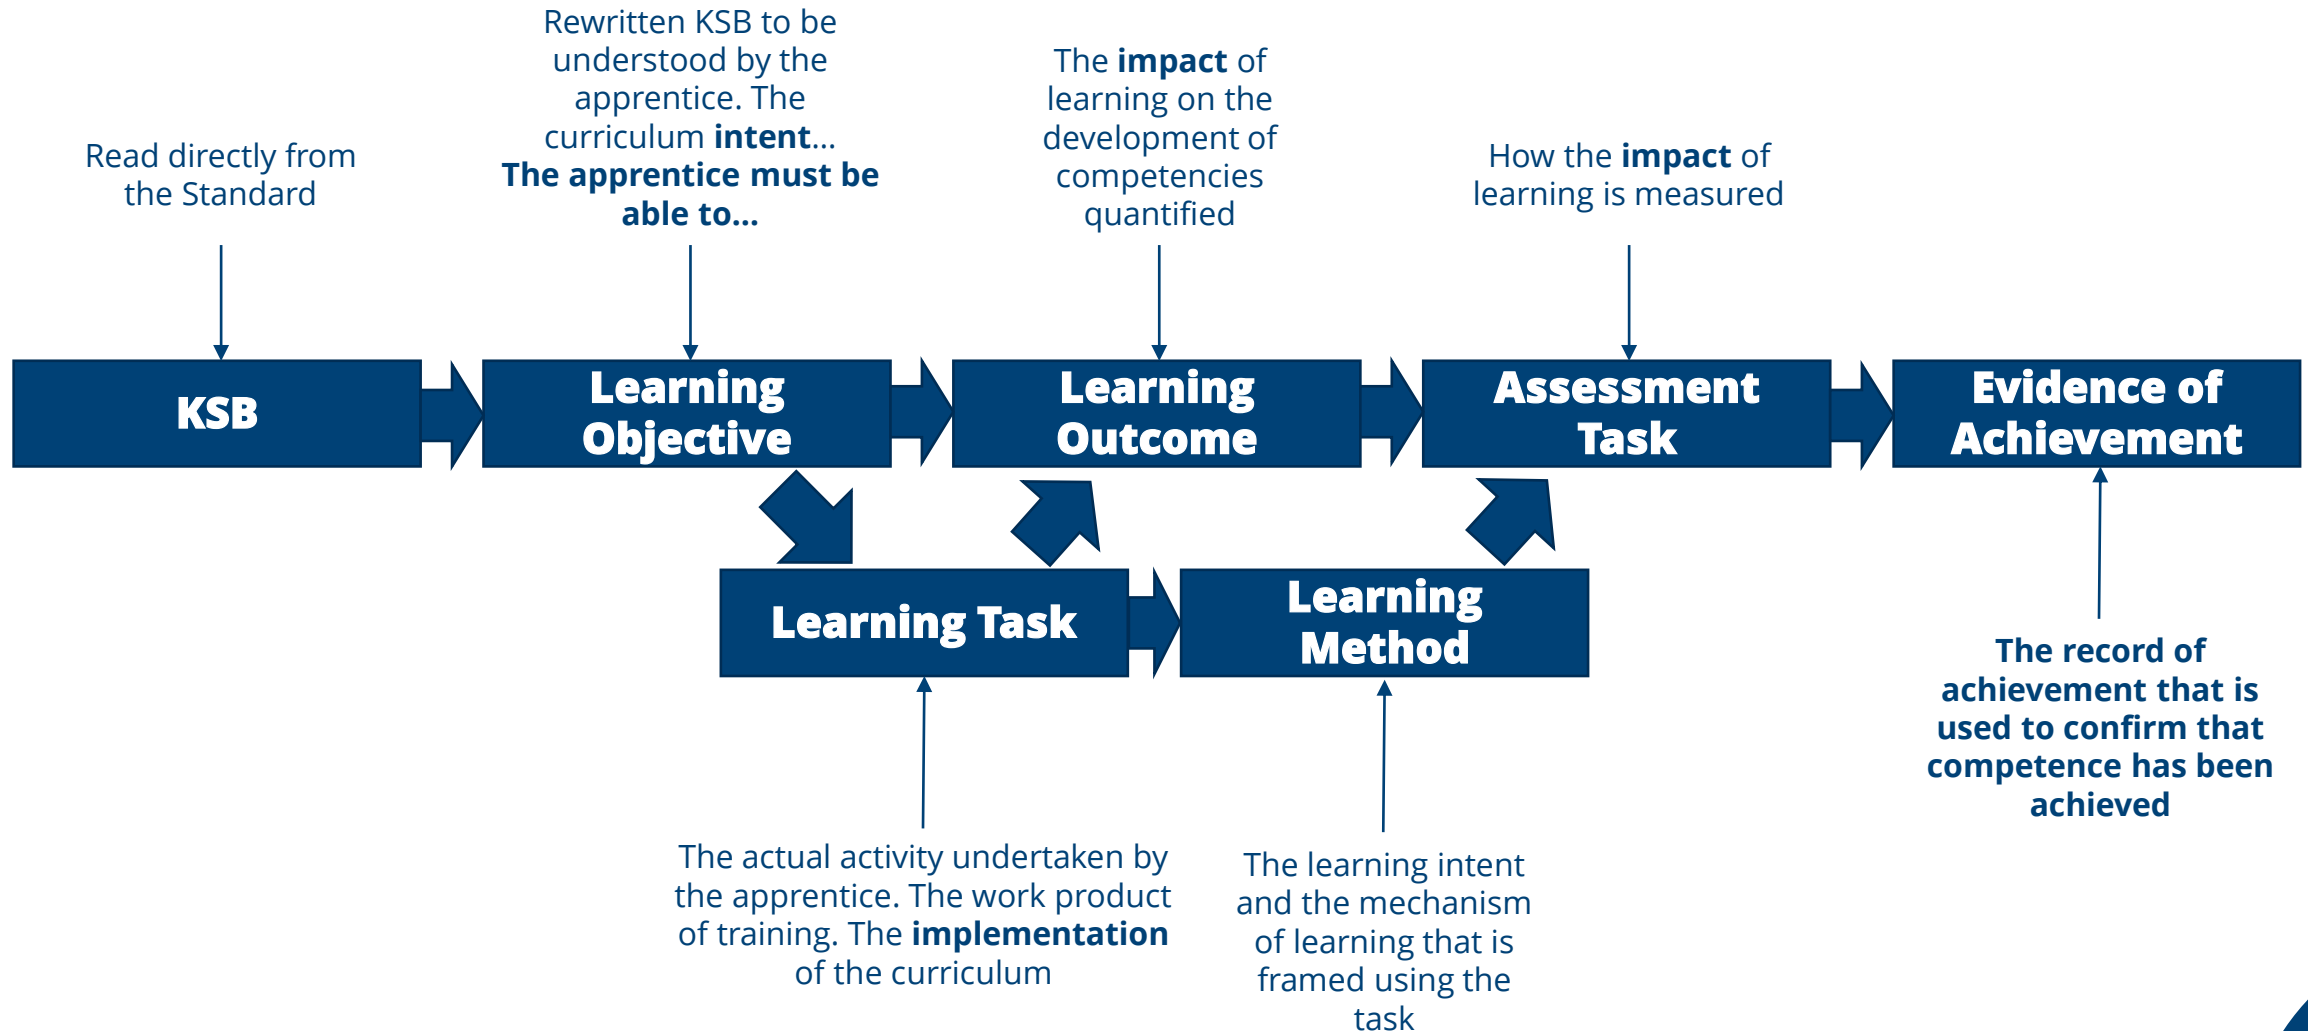 Read directly from
the Standard
Rewritten KSB to be
understood by the
apprentice. The
curriculum intent...
The apprentice must be
able to...
The impact of
learning on the
development of
competencies
quantified
How the impact of
learning is measured
KSB
Learning
Objective
Learning
Outcome
Assessment
Task
Evidence of
Achievement
Learning Task
Learning
Method
The actual activity undertaken by
the apprentice. The work product
of training. The implementation
of the curriculum
The learning intent
and the mechanism
of learning that is
framed using the
task
The record of
achievement that is
used to confirm that
competence has been
achieved